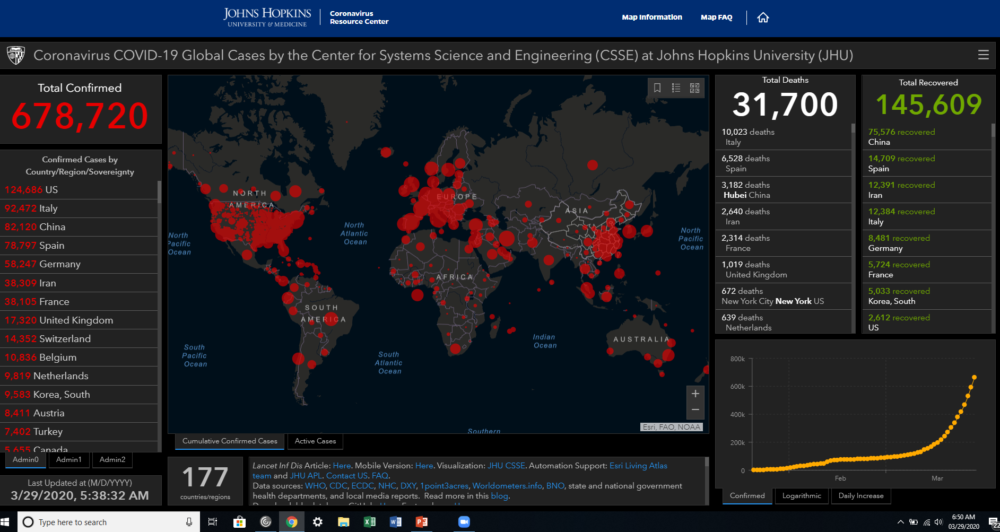 JOHNS HOPKINS
UNIVERSITY & MEDICINE
Coronavirus
Resource Center
Map Information
Map FAQ
Coronavirus COVID-19 Global Cases by the Center for Systems Science and Engineering (CSSE) at Johns Hopkins University (JHU)
Total Confirmed
678,720
Confirmed Cases by
Country/Region/Sovereignty
124,686 US
92,472 Italy
82,120 China
78,797 Spain
58,247 Germany
38,309 Iran
38,105 France
17,320 United Kingdom
14,352 Switzerland
10,836 Belgium
9,819 Netherlands
9,583 Korea, South
8,411 Austria
7,402 Turkey
5,655 Canada
Admin0
Admin1
Admin2
Last Updated at (M/D/YYYY)
3/29/2020, 5:38:32 AM
NORTH
AMERICA
EUROPE
ASIA
North
Atlantic
Ocean
North
Pacific
Ocean
North
Pacific
Ocean
AFRICA
SOUTH
AMERICA
AUSTRALIA
Indian
Ocean
South
Pacific
Ocean
South
Atlantic
Ocean
Southern
Esri, FAO, NOAA
Cumulative Confirmed Cases
Active Cases
177
countries/regions
Lancet Inf Dis Article: Here. Mobile Version: Here. Visualization: JHU CSSE. Automation Support: Esri Living Atlas
team and JHU APL. Contact US. FAQ.
Data sources: WHO, CDC, ECDC, NHC, DXY, 1point3acres, Worldometers.info, BNO, state and national government
health departments, and local media reports. Read more in this blog.
Total Deaths
31,700
10,023 deaths
Italy
6,528 deaths
Spain
3,182 deaths
Hubei China
2,640 deaths
Iran
2,314 deaths
France
1,019 deaths
United Kingdom
672 deaths
New York City New York US
639 deaths
Netherlands
Total Recovered
145,609
75,576 recovered
China
14,709 recovered
Spain
12,391 recovered
Iran
12,384 recovered
Italy
8,481 recovered
Germany
5,724 recovered
France
5,033 recovered
Korea, South
2,612 recovered
US
800k
600k
400k
200k
0
Feb
Mar
Confirmed
Logarithmic
Daily Increase
Type here to search
6:50 AM
03/29/2020
22